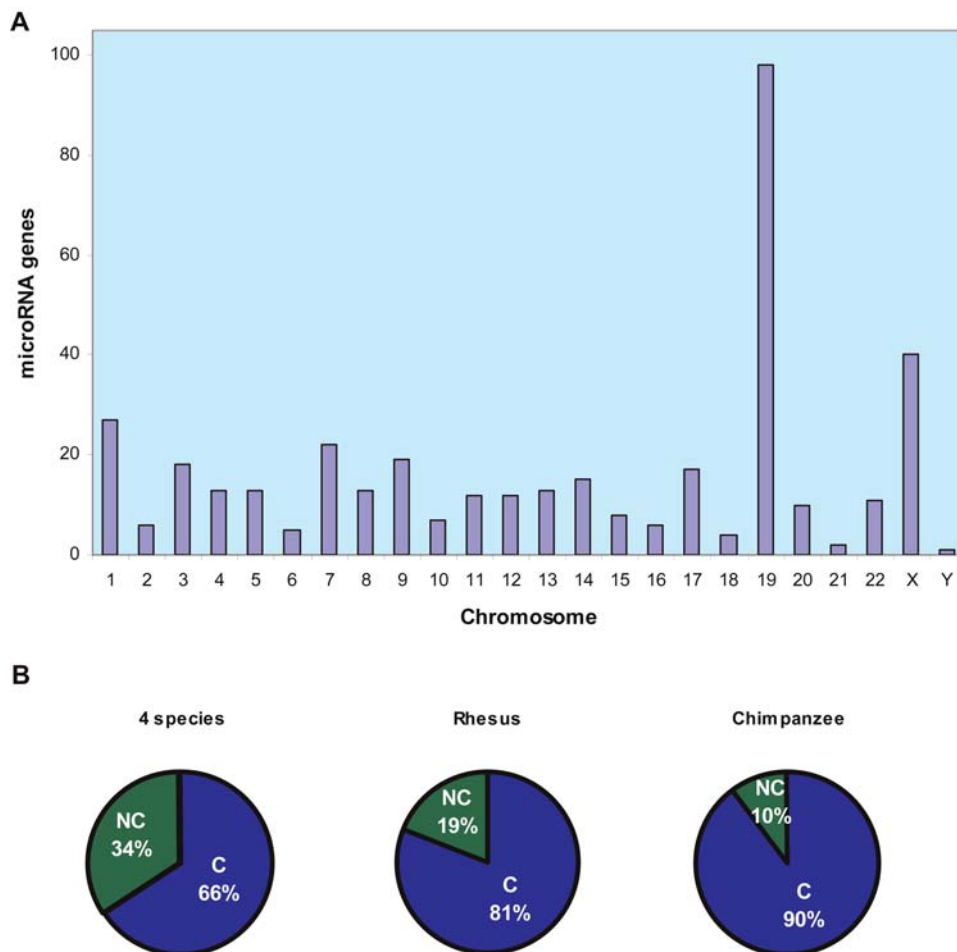 A
microRNA genes
100
80
60
40
20
0
1 2 3 4 5 6 7 8 9 10 11 12 13 14 15 16 17 18 19 20 21 22 X Y
Chromosome
B
4 species
Rhesus
Chimpanzee
NC
34%
C
66%
NC
19%
C
81%
NC
10%
C
90%